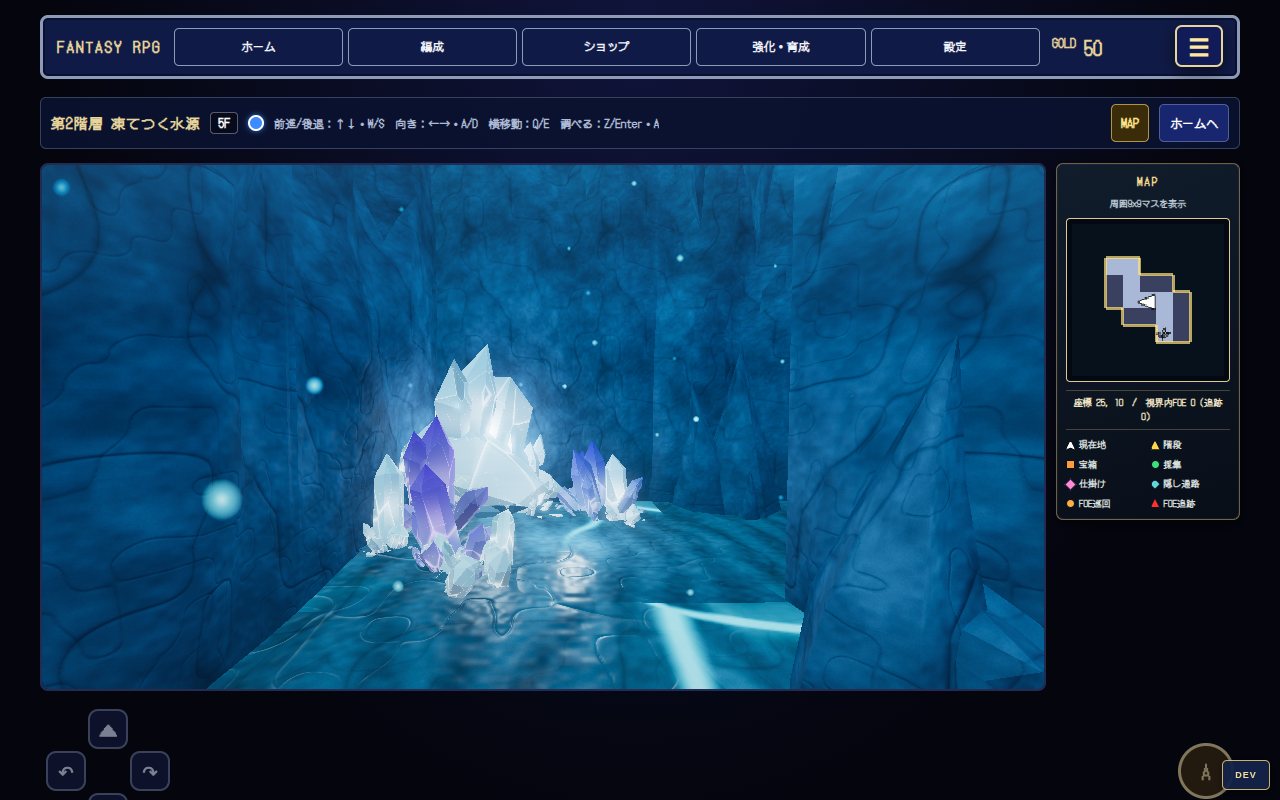 FANTASY RPG
ホーム
編成
ショップ
強化・育成
設定
GOLD 50
第2階層 凍てつく水源
5F
前進/後退：↑↓・W/S 向き：←→・A/D 横移動：Q/E 調べる：Z/Enter・A
MAP
ホームへ
MAP
周囲9x9マスを表示
座標 25, 10 / 視界内FOE 0（追跡
0）
現在地
階段
宝箱
採集
仕掛け
隠し通路
FOE巡回
FOE追跡
A
DEV